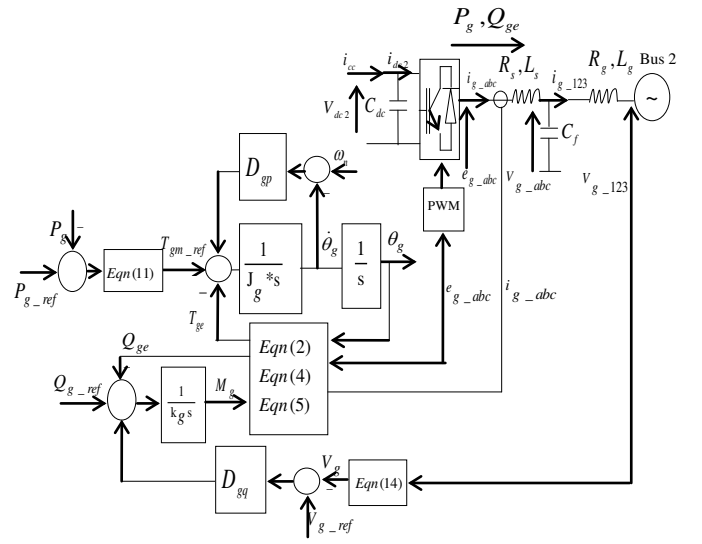 P_g , Q_ge
i_cc
i_dc2
V_dc2
C_dc
i_g_abc
R_s , L_s
i_g_123
R_g , L_g
Bus 2
~
C_f
e_g_abc
V_g_abc
V_g_123
PWM
D_gp
ω_n
-
P_g
-
P_g_ref
Eqn(11)
T_gm_ref
-
1
J_g *s
θ̇_g
1
s
θ_g
e_g_abc
i_g_abc
T_ge
Eqn(2)
Eqn(4)
Eqn(5)
Q_ge
-
Q_g_ref
1
k_g s
M_g
D_gq
V_g
-
Eqn(14)
V_g_ref